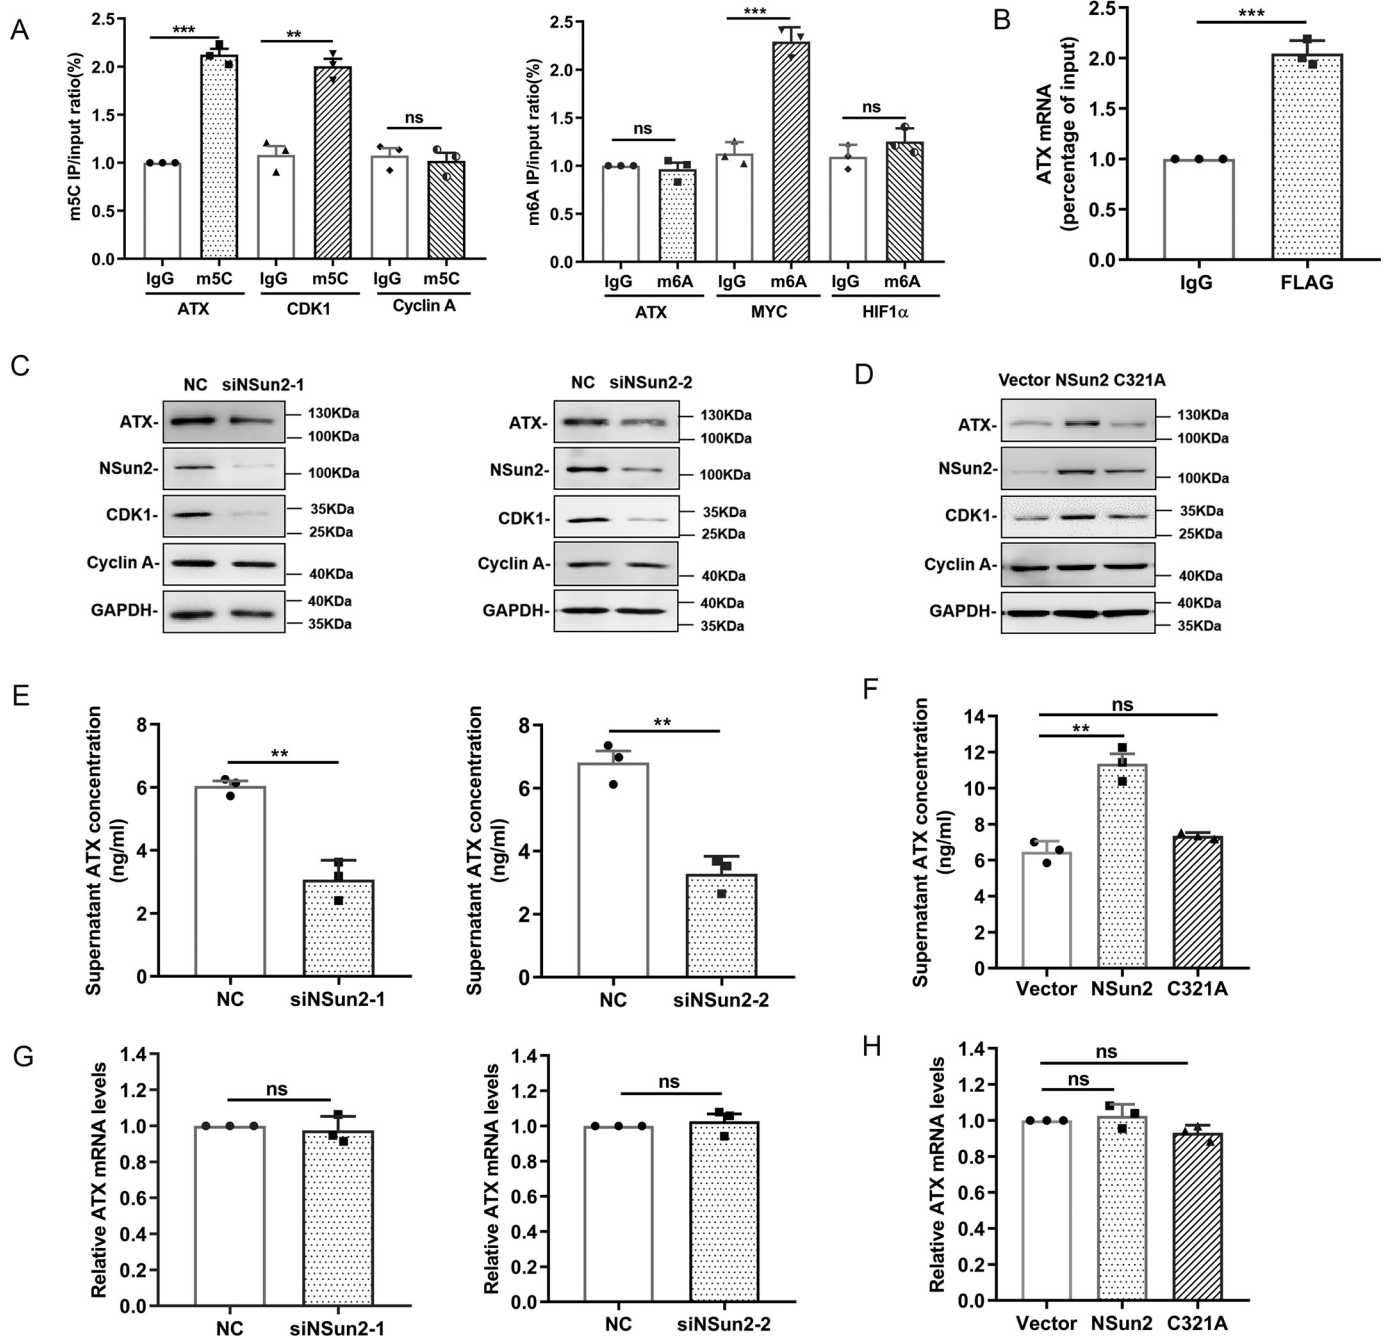 A
m5C IP/input ratio(%)
2.5
2.0
1.5
1.0
0.5
0.0
***
**
ns
IgG m5C IgG m5C IgG m5C
ATX CDK1 Cyclin A
m6A IP/input ratio(%)
2.5
2.0
1.5
1.0
0.5
0.0
ns
***
ns
IgG m6A IgG m6A IgG m6A
ATX MYC HIF1α
B
ATX mRNA
(percentage of input)
2.5
2.0
1.5
1.0
0.5
0.0
***
IgG FLAG
C
NC siNSun2-1
ATX- 130KDa
100KDa
NSun2- 100KDa
CDK1- 35KDa
25KDa
Cyclin A- 40KDa
GAPDH- 40KDa
35KDa
NC siNSun2-2
ATX- 130KDa
100KDa
NSun2- 100KDa
CDK1- 35KDa
25KDa
Cyclin A- 40KDa
GAPDH- 40KDa
35KDa
D
Vector NSun2 C321A
ATX- 130KDa
100KDa
NSun2- 100KDa
CDK1- 35KDa
25KDa
Cyclin A- 40KDa
GAPDH- 40KDa
35KDa
E
Supernatant ATX concentration
(ng/ml)
8
6
4
2
0
**
NC siNSun2-1
Supernatant ATX concentration
(ng/ml)
8
6
4
2
0
**
NC siNSun2-2
F
Supernatant ATX concentration
(ng/ml)
14
12
10
8
6
4
2
0
ns
**
Vector NSun2 C321A
G
Relative ATX mRNA levels
1.4
1.2
1.0
0.8
0.6
0.4
0.2
0.0
ns
NC siNSun2-1
Relative ATX mRNA levels
1.4
1.2
1.0
0.8
0.6
0.4
0.2
0.0
ns
NC siNSun2-2
H
Relative ATX mRNA levels
1.4
1.2
1.0
0.8
0.6
0.4
0.2
0.0
ns
ns
Vector NSun2 C321A